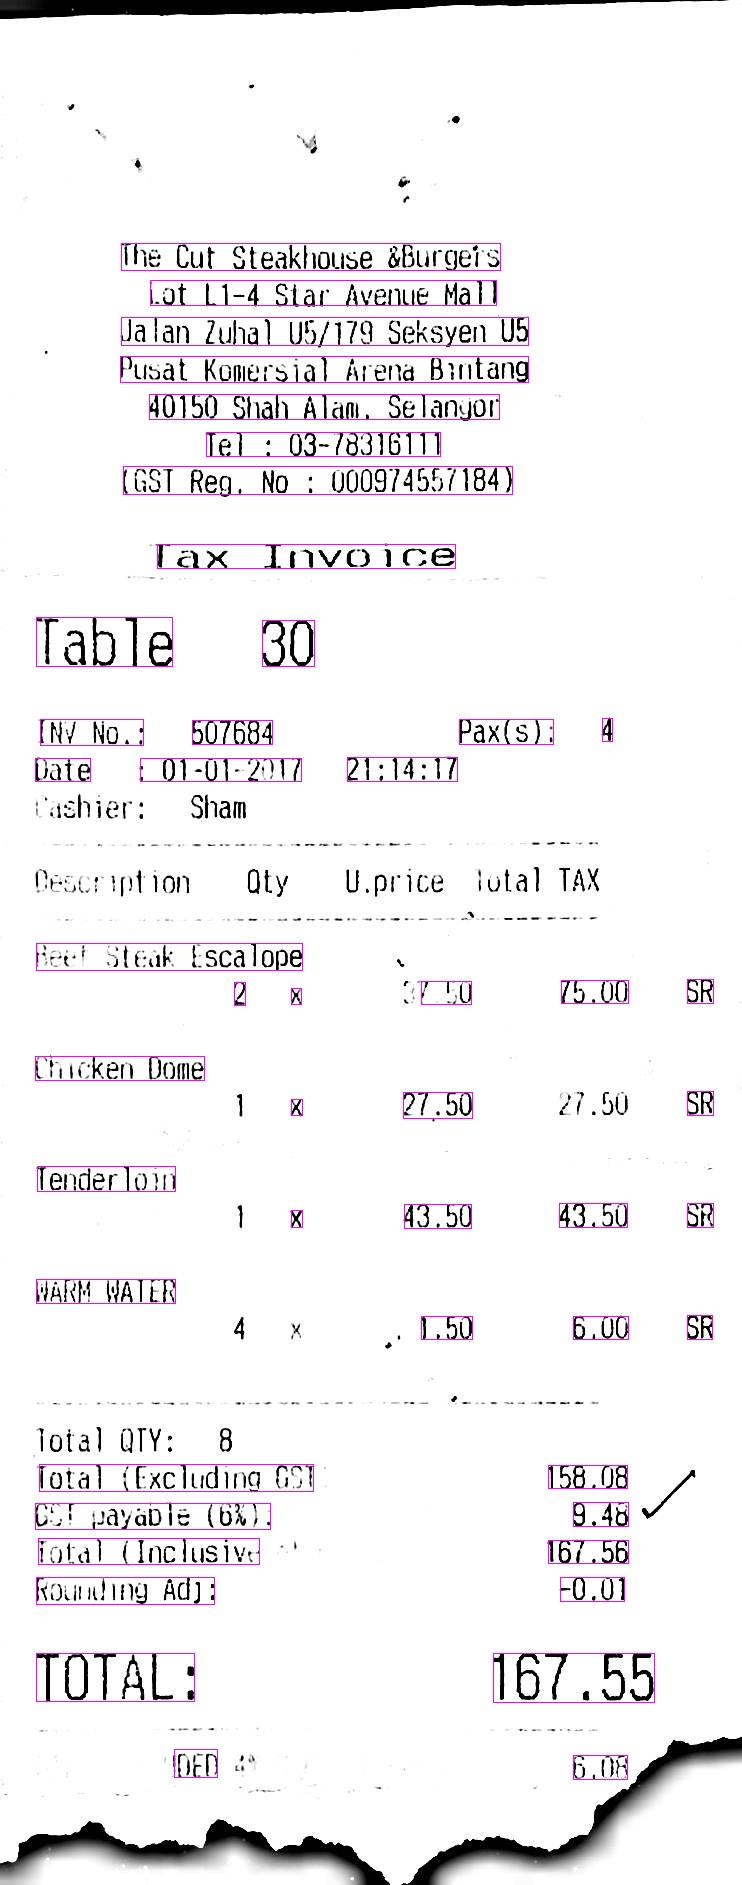 The Cut Steakhouse &Burgers
Lot L1-4 Star Avenue Mall
Jalan Zuhal U5/179 Seksyen U5
Pusat Komersial Arena Bintang
40150 Shah Alam, Selangor
Tel : 03-78316111
(GST Reg. No : 000974557184)
Tax Invoice
Table 30
INV No.: 507684 Pax(s): 4
Date : 01-01-2017 21:14:17
Cashier: Sham
Description Qty U.price Total TAX
Beef Steak Escalope
2 x 37.50 75.00 SR
Chicken Dome
1 x 27.50 27.50 SR
Tenderloin
1 x 43.50 43.50 SR
WARM WATER
4 x 1.50 6.00 SR
Total QTY: 8
Total (Excluding GST 158.08
GST payable (6%): 9.48
Total (Inclusive 167.56
Rounding Adj: -0.01
TOTAL: 167.55
6.08